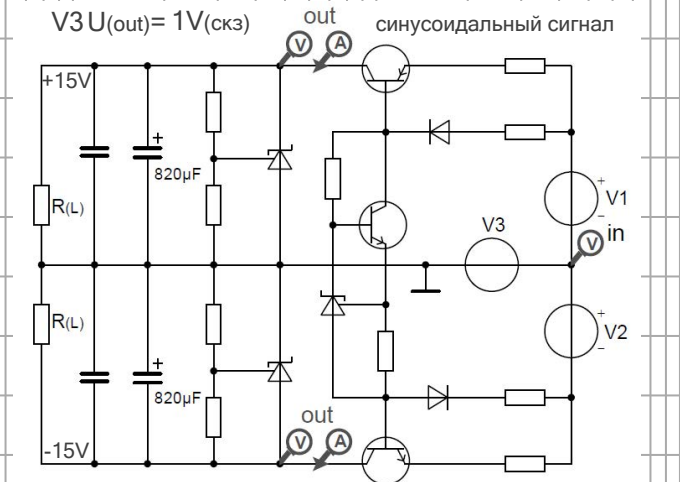 V3 U(out)= 1V(скз)
out
синусоидальный сигнал
V
A
+15V
+
820µF
R(L)
+
V1
V3
−
in
V
R(L)
+
V2
−
+
820µF
out
V
A
-15V